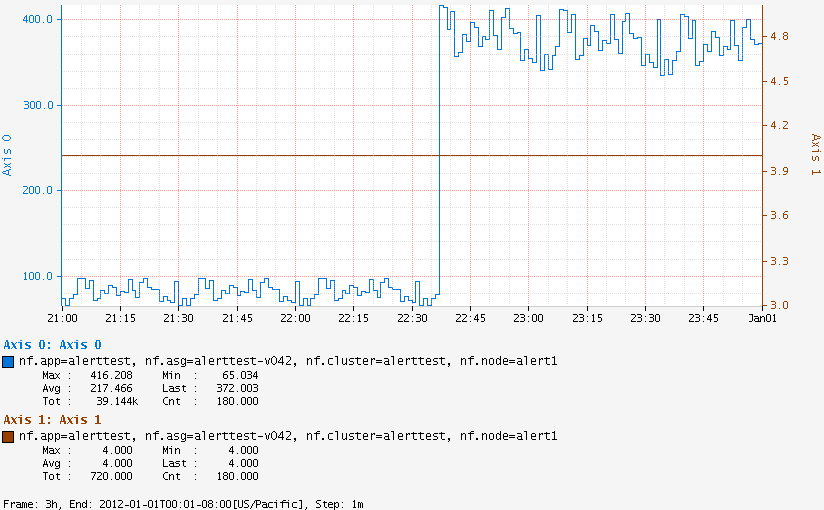 400.0
300.0
200.0
100.0
Axis 0
4.8
4.5
4.2
3.9
3.6
3.3
3.0
Axis 1
21:00 21:15 21:30 21:45 22:00 22:15 22:30 22:45 23:00 23:15 23:30 23:45 Jan01
Axis 0: Axis 0
nf.app=alerttest, nf.asg=alerttest-v042, nf.cluster=alerttest, nf.node=alert1
Max : 416.208 Min : 65.034
Avg : 217.466 Last : 372.003
Tot : 39.144k Cnt : 180.000
Axis 1: Axis 1
nf.app=alerttest, nf.asg=alerttest-v042, nf.cluster=alerttest, nf.node=alert1
Max : 4.000 Min : 4.000
Avg : 4.000 Last : 4.000
Tot : 720.000 Cnt : 180.000
Frame: 3h, End: 2012-01-01T00:01-08:00[US/Pacific], Step: 1m